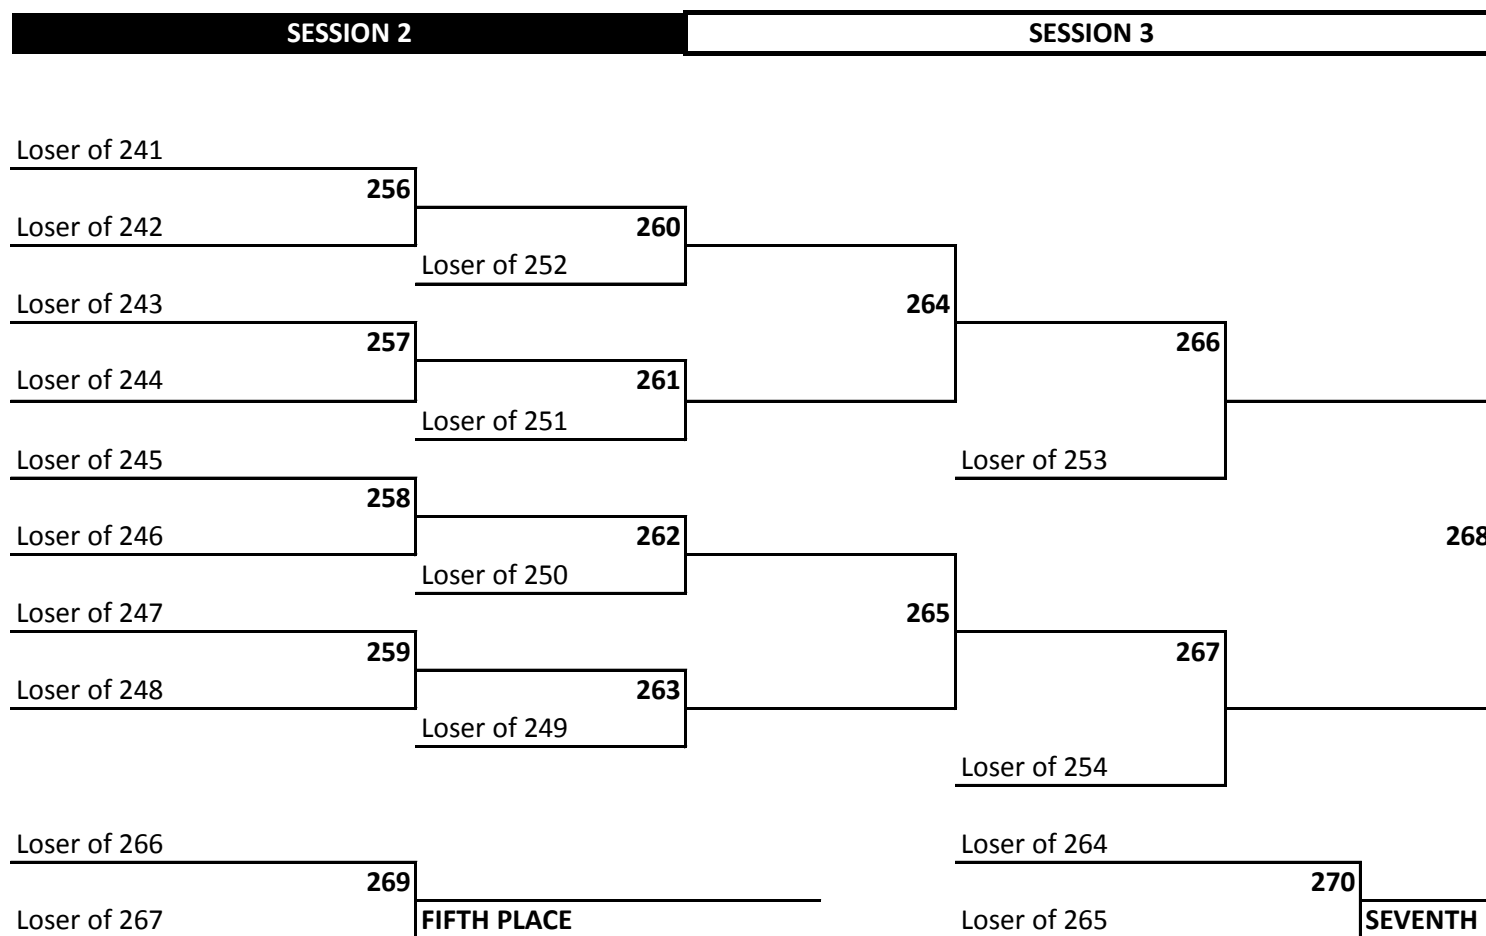 SESSION 2 SESSION 3
Loser of 241
256
Loser of 242 260
Loser of 252
Loser of 243 264
257 266
Loser of 244 261
Loser of 251
Loser of 245 Loser of 253
258
Loser of 246 262 268
Loser of 250
Loser of 247 265
259 267
Loser of 248 263
Loser of 249
Loser of 254
Loser of 266 Loser of 264
269 270
Loser of 267 FIFTH PLACE Loser of 265 SEVENTH